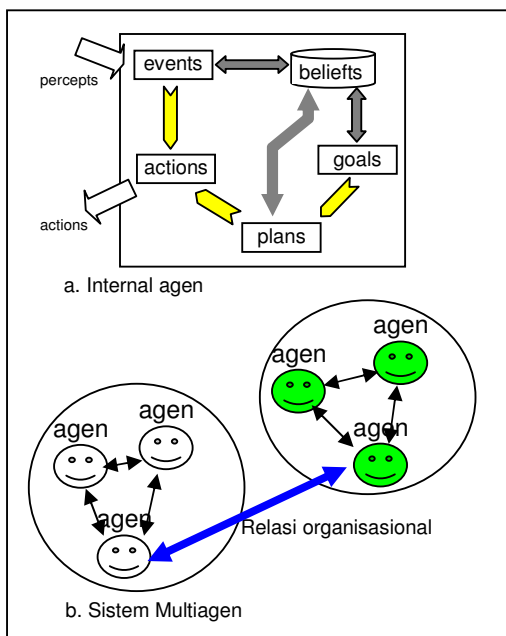 events
beliefts
percepts
actions
goals
actions
plans
a. Internal agen
agen
agen
agen
agen
agen
agen
Relasi organisasional
b. Sistem Multiagen